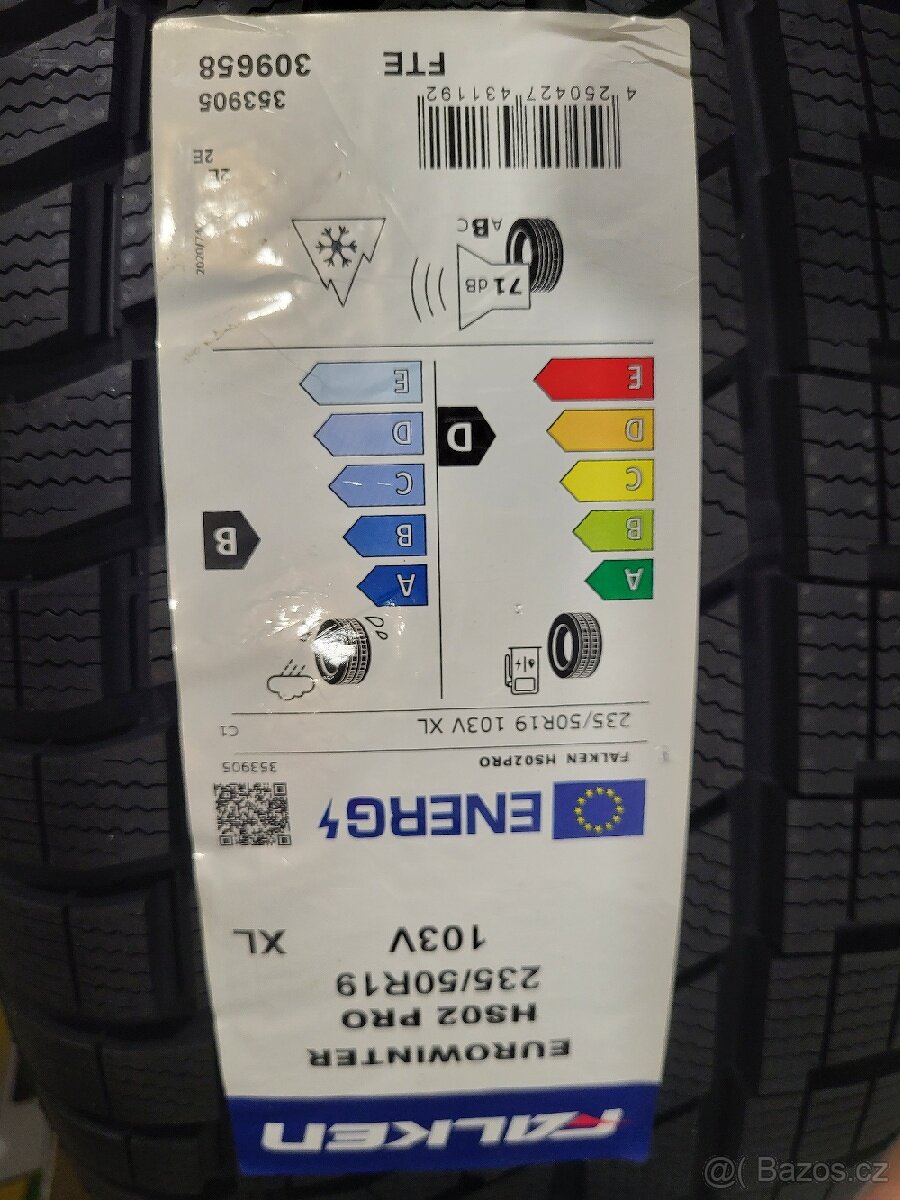 FALKEN
EUROWINTER
HS02 PRO
235/50R19
103V XL
ENERG
FALKEN HS02PRO 353905
235/50R19 103V XL C1
A A
B B
B
C C
D D
D
E E
71 dB
ABC
2L
2E
4 250427 431192
353905
FTE 309658
@( Bazos.cz